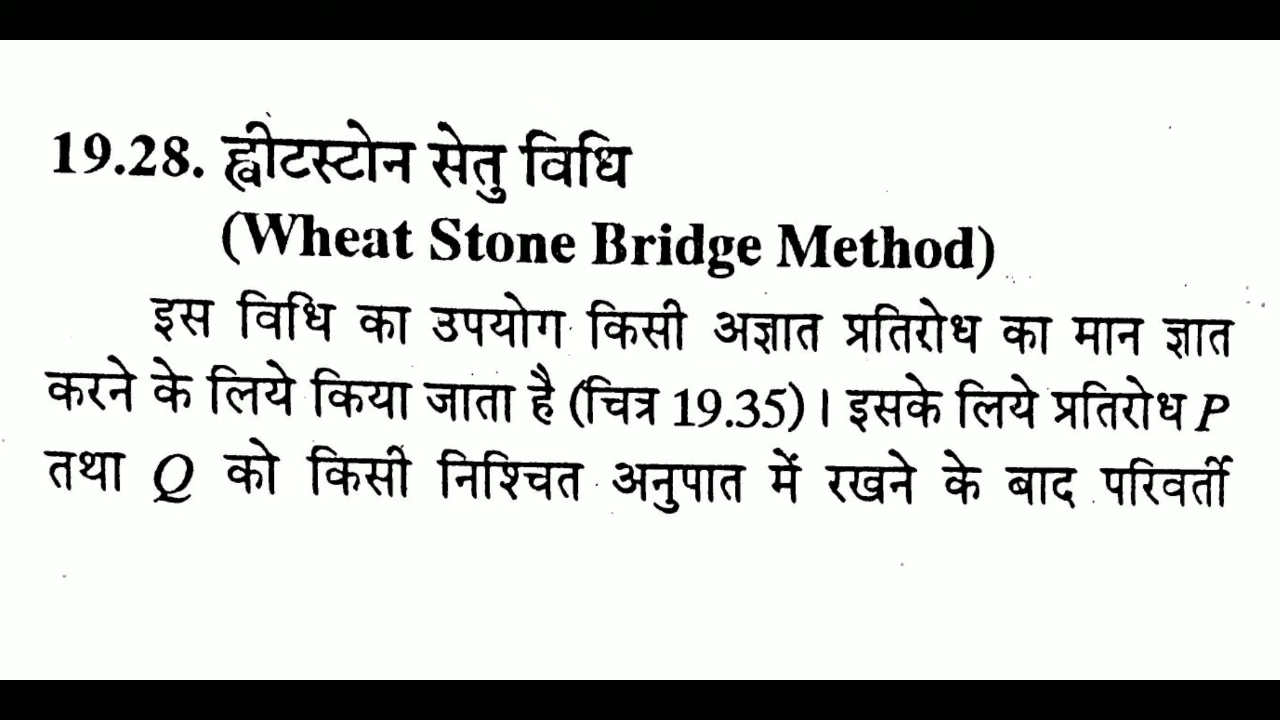 19.28. ह्वीटस्टोन सेतु विधि
(Wheat Stone Bridge Method)
इस विधि का उपयोग किसी अज्ञात प्रतिरोध का मान ज्ञात
करने के लिये किया जाता है (चित्र 19.35)। इसके लिये प्रतिरोध P
तथा Q को किसी निश्चित अनुपात में रखने के बाद परिवर्ती